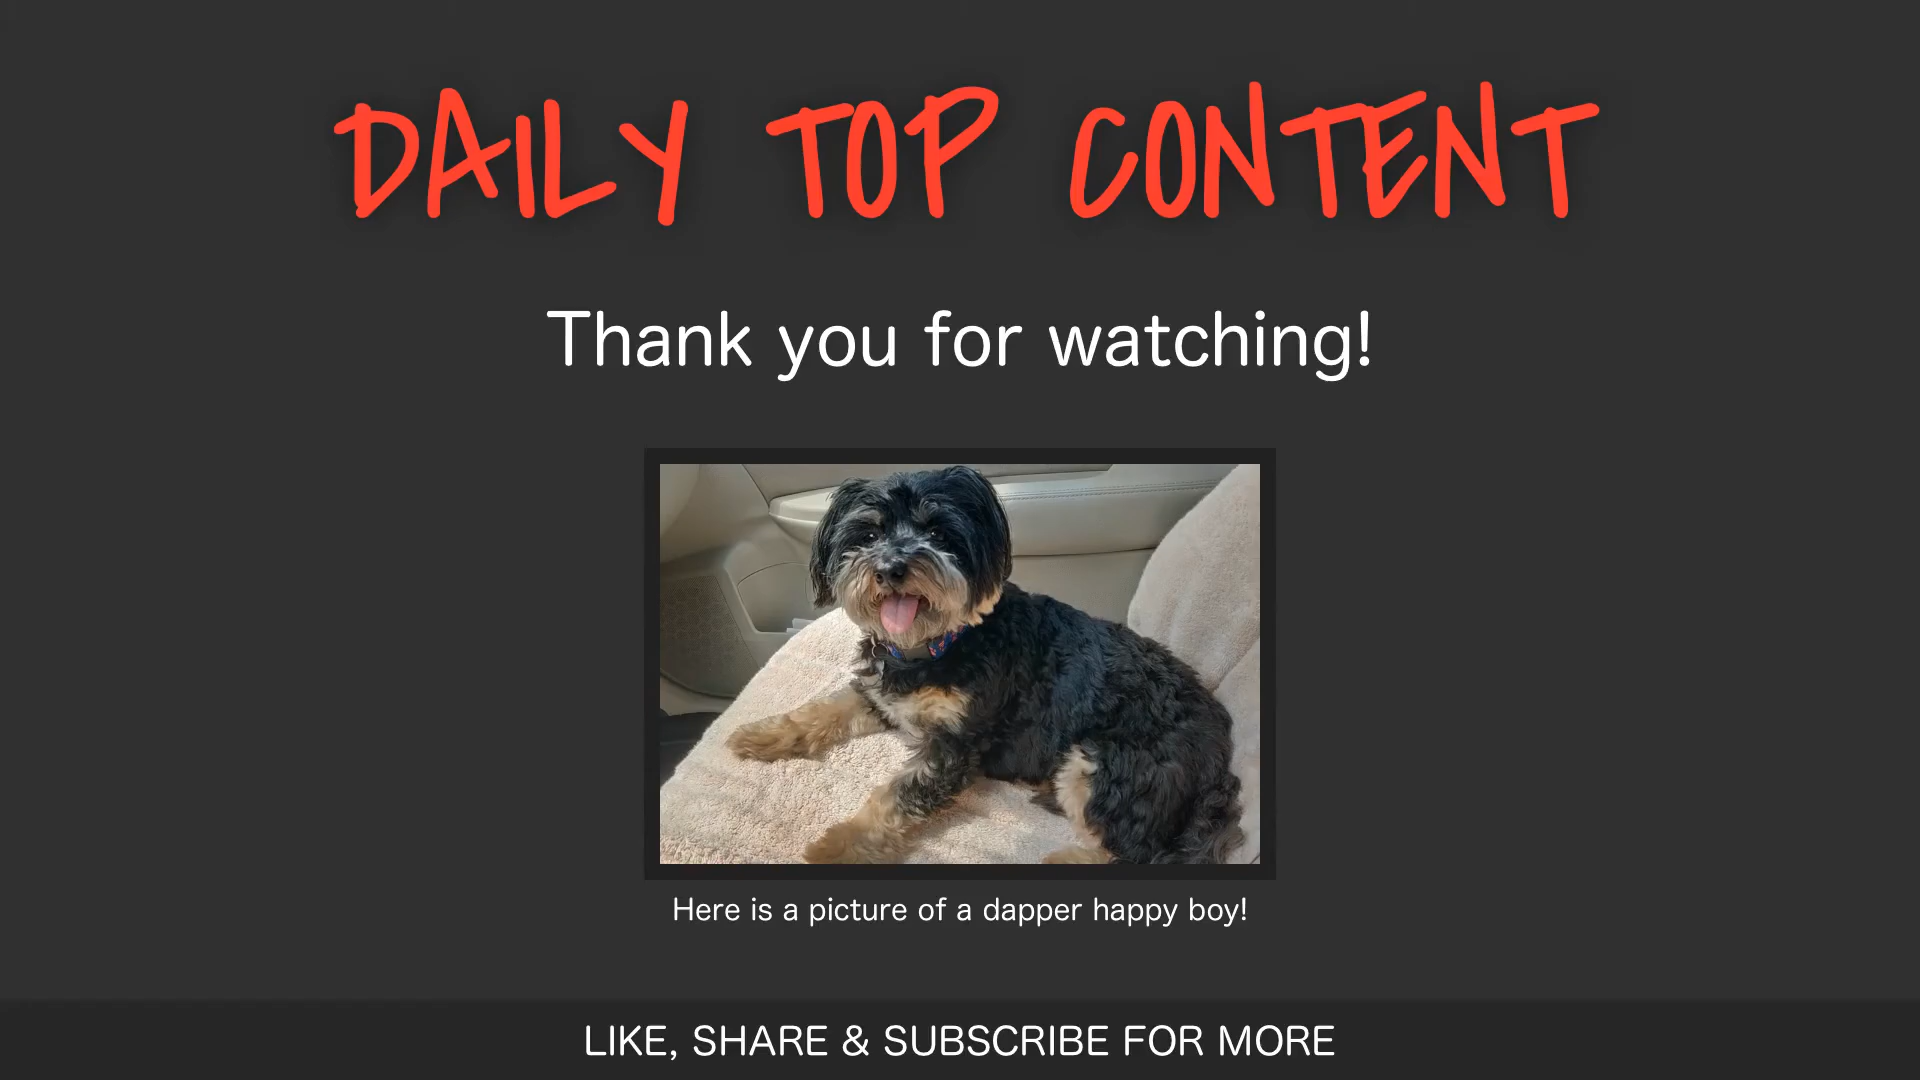 DAILY TOP CONTENT
Thank you for watching!
Here is a picture of a dapper happy boy!
LIKE, SHARE & SUBSCRIBE FOR MORE